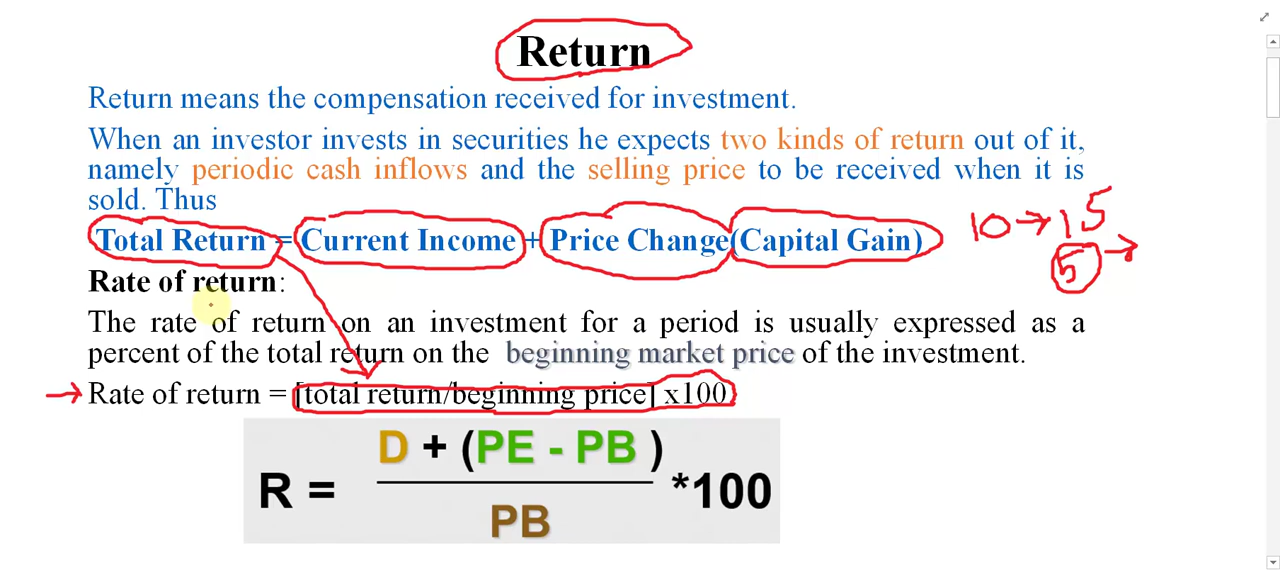 Return
Return means the compensation received for investment.
When an investor invests in securities he expects two kinds of return out of it,
namely periodic cash inflows and the selling price to be received when it is
sold. Thus
Total Return = Current Income + Price Change(Capital Gain)
10 → 15
5 →
Rate of return:
The rate of return on an investment for a period is usually expressed as a
percent of the total return on the beginning market price of the investment.
→ Rate of return = [total return/beginning price] x100
D + (PE - PB )
R = *100
PB